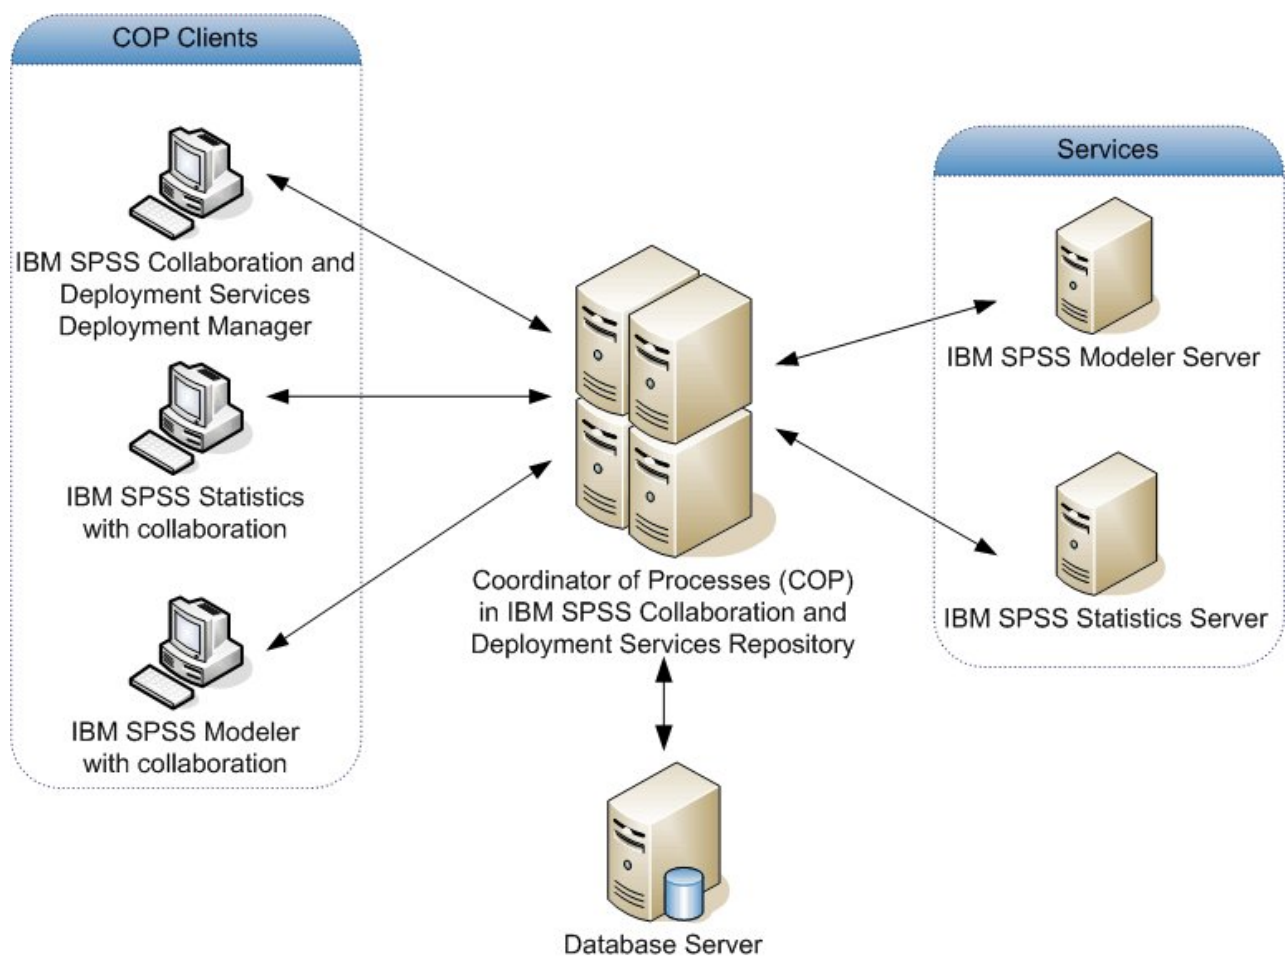 COP Clients
IBM SPSS Collaboration and
Deployment Services
Deployment Manager
IBM SPSS Statistics
with collaboration
IBM SPSS Modeler
with collaboration
Coordinator of Processes (COP)
in IBM SPSS Collaboration and
Deployment Services Repository
Database Server
Services
IBM SPSS Modeler Server
IBM SPSS Statistics Server